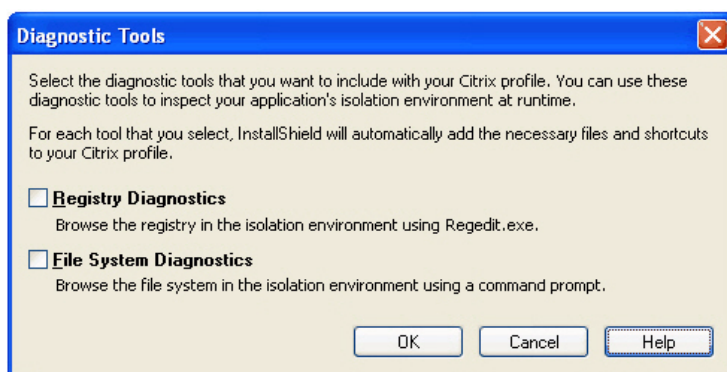 Diagnostic Tools
Select the diagnostic tools that you want to include with your Citrix profile. You can use these
diagnostic tools to inspect your application's isolation environment at runtime.
For each tool that you select, InstallShield will automatically add the necessary files and shortcuts
to your Citrix profile.
Registry Diagnostics
Browse the registry in the isolation environment using Regedit.exe.
File System Diagnostics
Browse the file system in the isolation environment using a command prompt.
OK Cancel Help